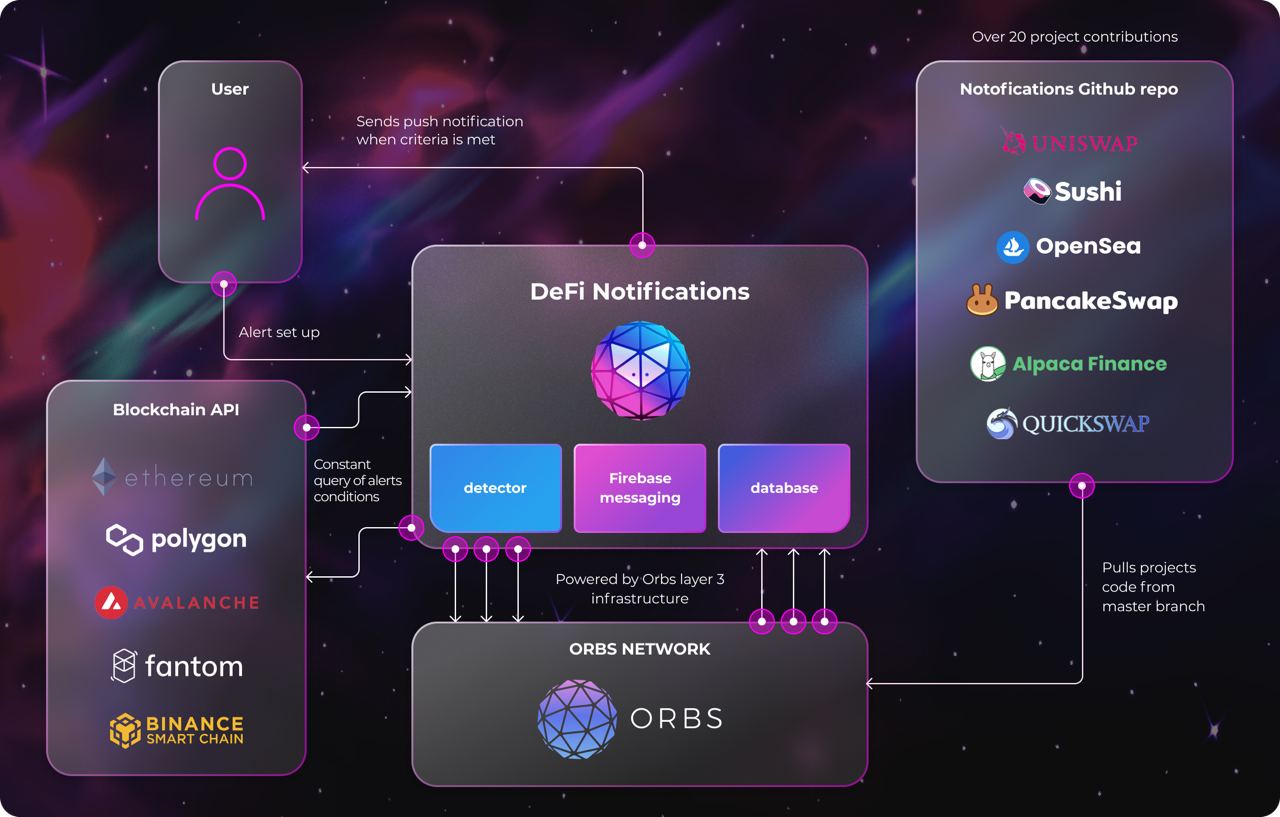 Over 20 project contributions
User
Notofications Github repo
Sends push notification
when criteria is met
UNISWAP
Sushi
OpenSea
PancakeSwap
Alpaca Finance
QUICKSWAP
DeFi Notifications
Alert set up
Blockchain API
ethereum
polygon
AVALANCHE
fantom
BINANCE
SMART CHAIN
Constant
query of alerts
conditions
detector
Firebase
messaging
database
Powered by Orbs layer 3
infrastructure
Pulls projects
code from
master branch
ORBS NETWORK
ORBS